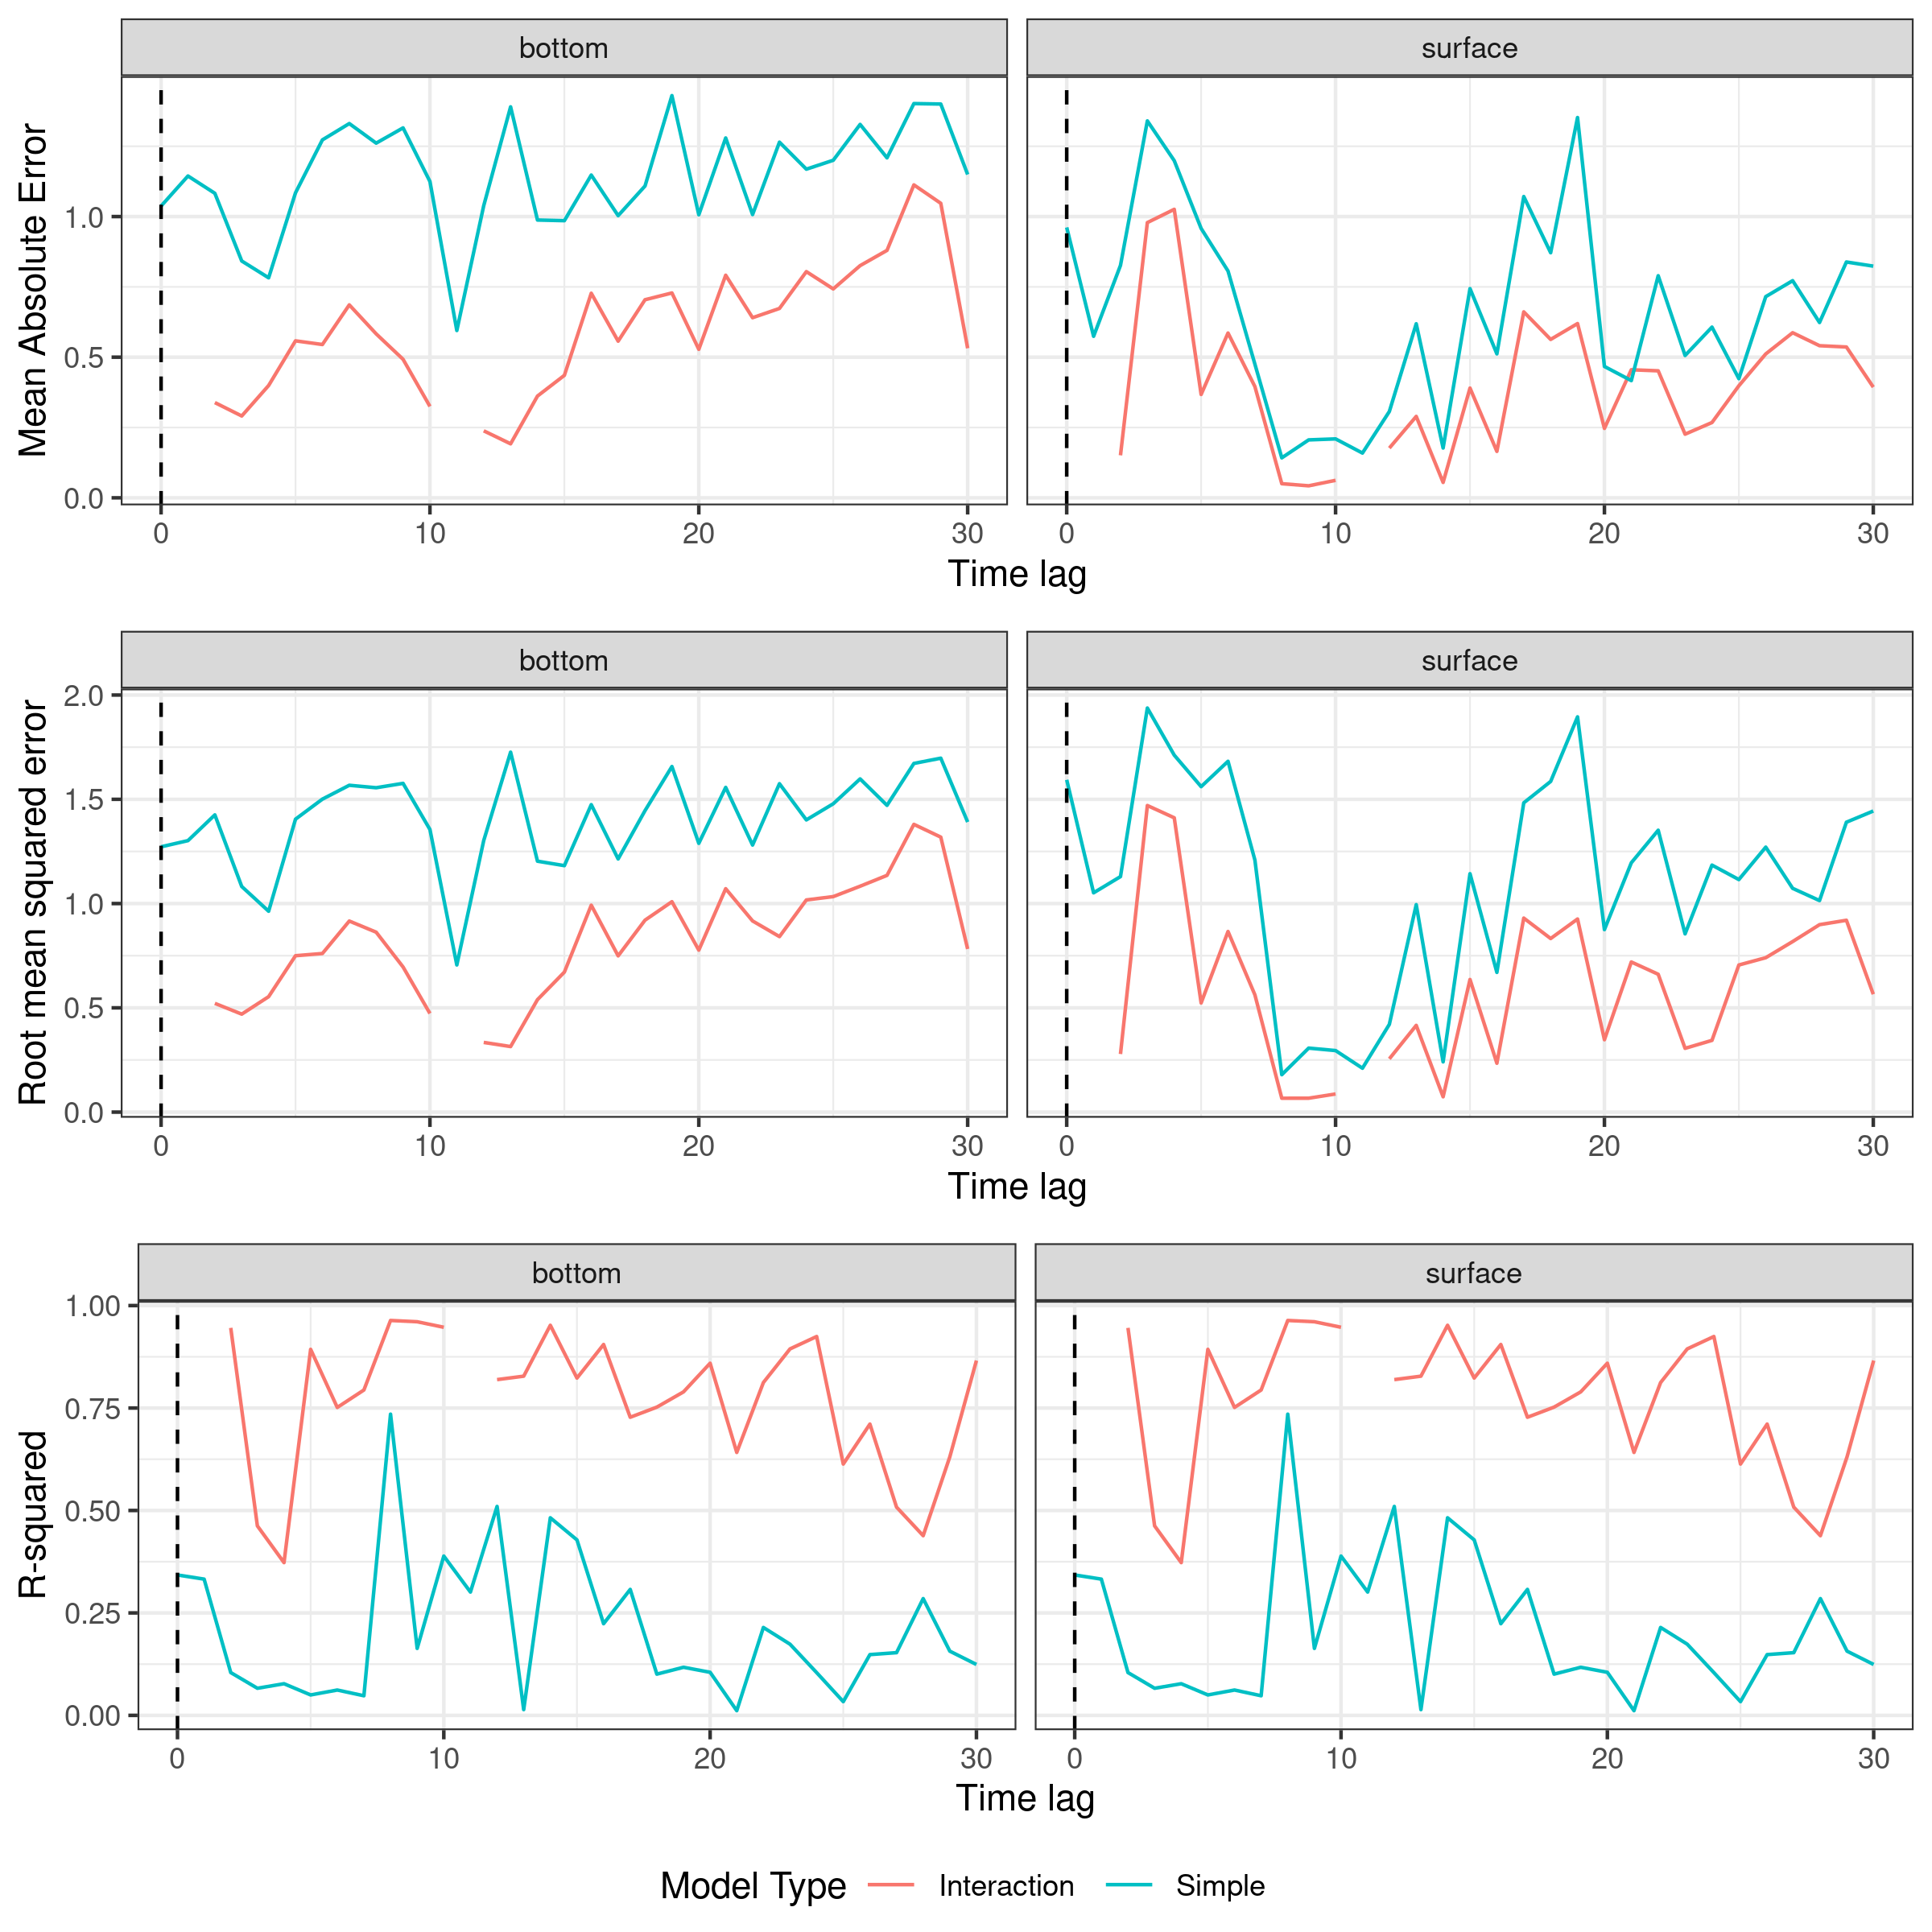 bottom surface
Mean Absolute Error
1.0
0.5
0.0
0 10 20 30 0 10 20 30
Time lag
bottom surface
Root mean squared error
2.0
1.5
1.0
0.5
0.0
0 10 20 30 0 10 20 30
Time lag
bottom surface
R-squared
1.00
0.75
0.50
0.25
0.00
0 10 20 30 0 10 20 30
Time lag
Model Type Interaction Simple